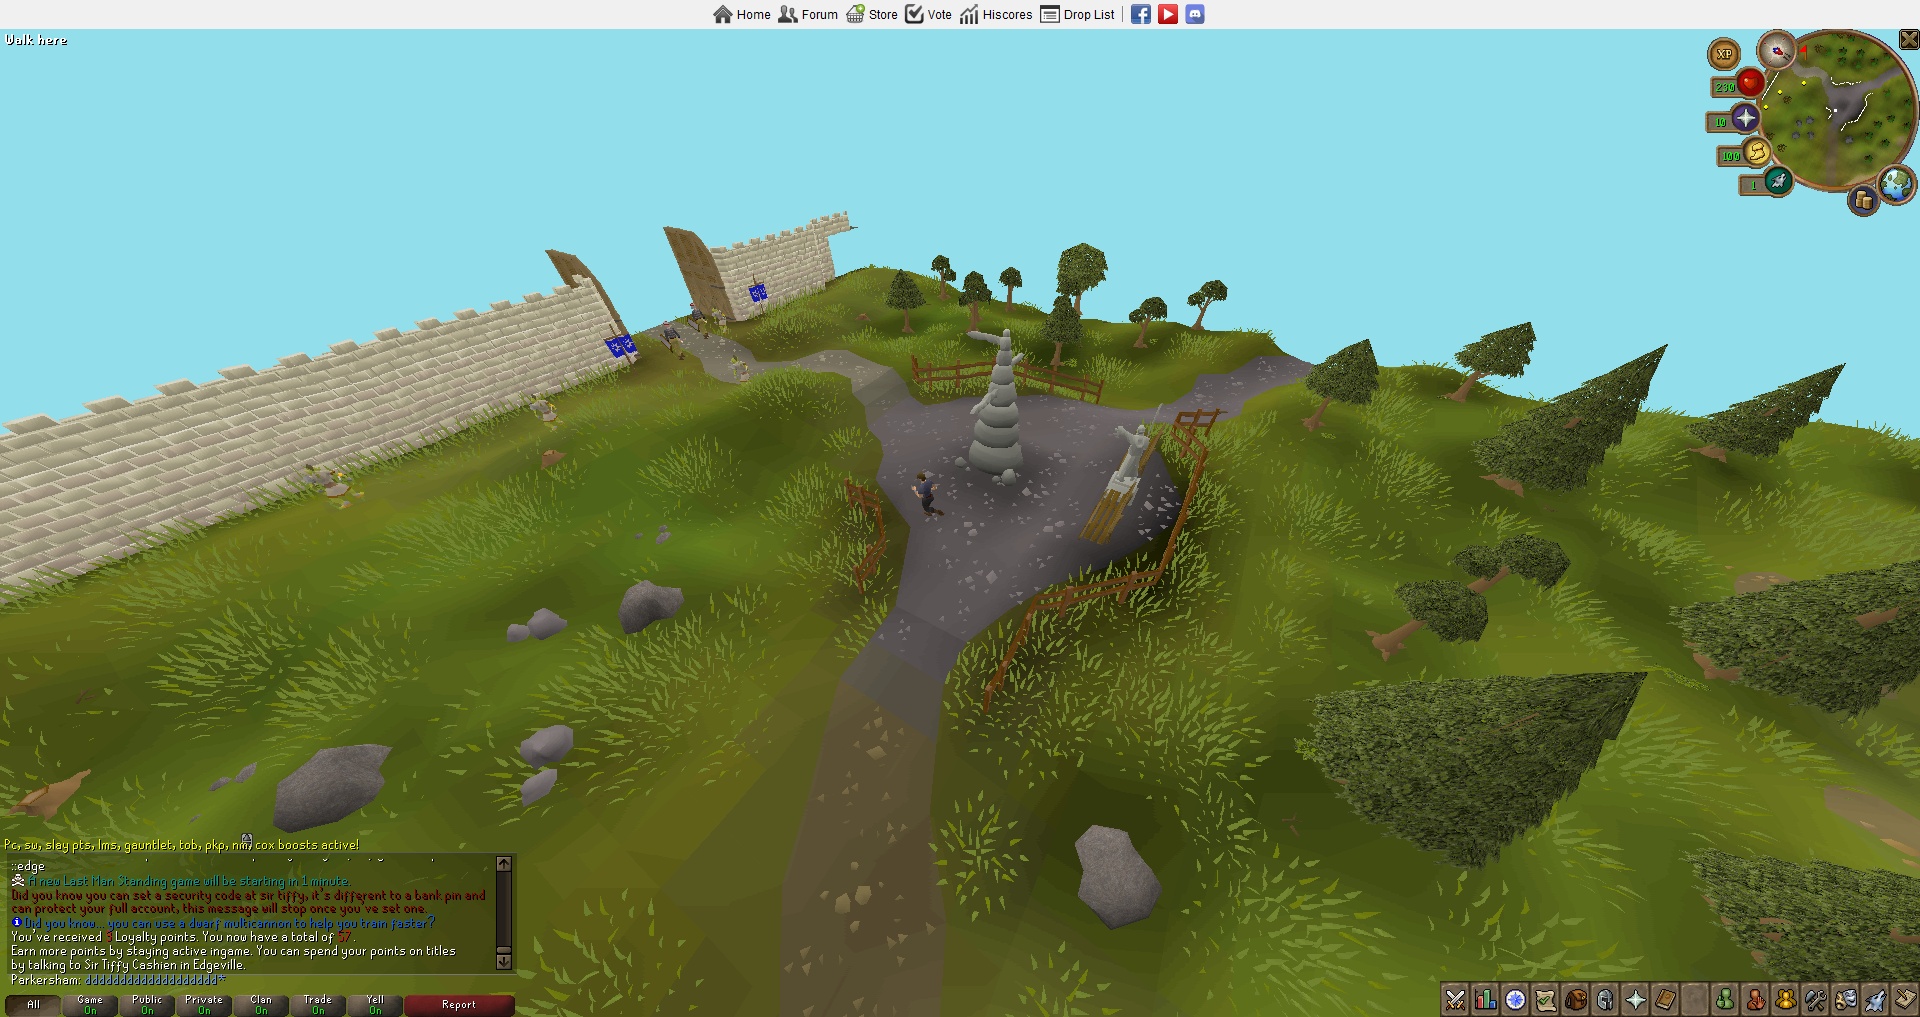 Home Forum Store Vote Hiscores Drop List
Walk here
XP
230
10
100
1
Pc, sw, slay pts, lms, gauntlet, tob, pkp, nm, cox boosts active!
::edge
A new Last Man Standing game will be starting in 1 minute.
Did you know you can set a security code at sir tiffy, it's different to a bank pin and
can protect your full account, this message will stop once you've set one.
Did you know... you can use a dwarf multicannon to help you train faster?
You've received 3 Loyalty points. You now have a total of 57.
Earn more points by staying active ingame. You can spend your points on titles
by talking to Sir Tiffy Cashien in Edgeville.
Parkersham:
All Game Public Private Clan Trade Yell Report
On On On On On On